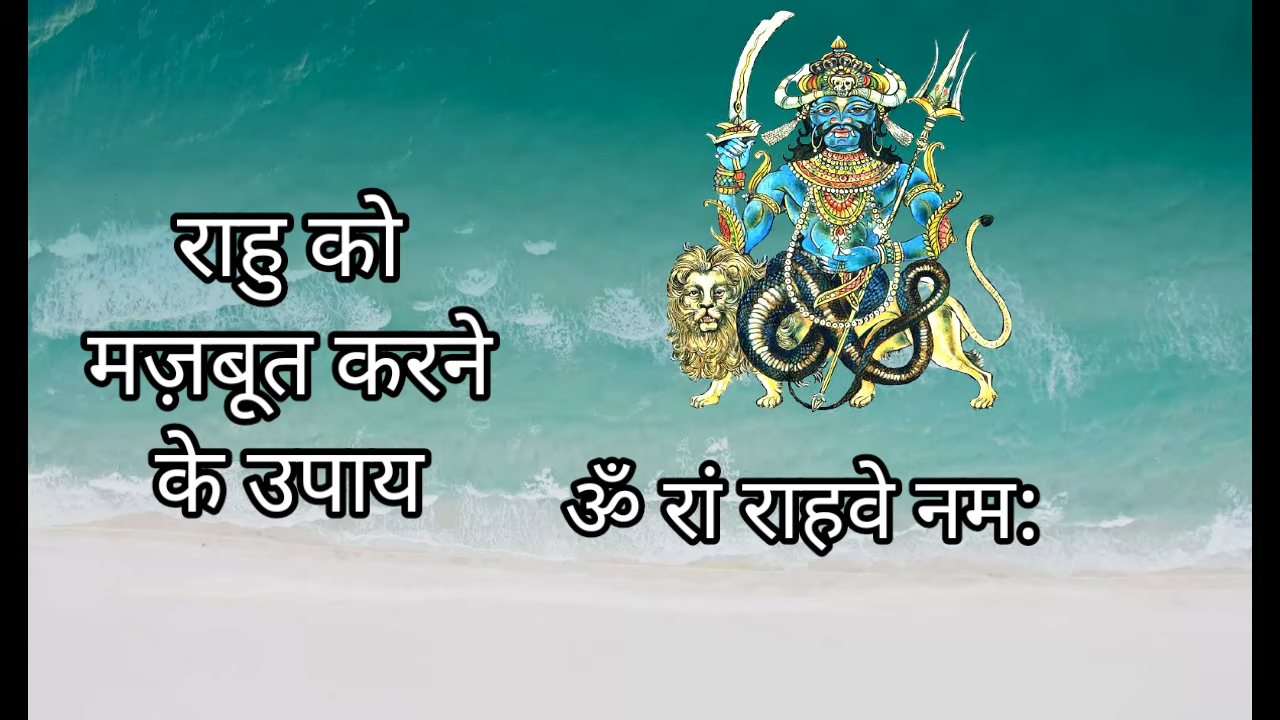 राहु को
मज़बूत करने
के उपाय
ॐ रां राहवे नम: